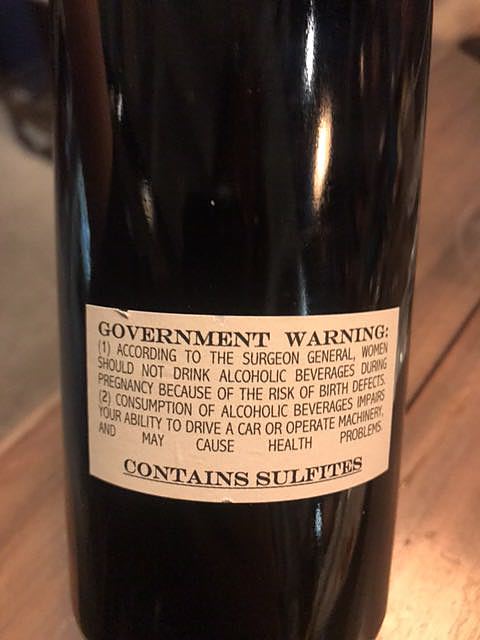 GOVERNMENT WARNING:
(1) ACCORDING TO THE SURGEON GENERAL, WOMEN
SHOULD NOT DRINK ALCOHOLIC BEVERAGES DURING
PREGNANCY BECAUSE OF THE RISK OF BIRTH DEFECTS.
(2) CONSUMPTION OF ALCOHOLIC BEVERAGES IMPAIRS
YOUR ABILITY TO DRIVE A CAR OR OPERATE MACHINERY,
AND MAY CAUSE HEALTH PROBLEMS.
CONTAINS SULFITES